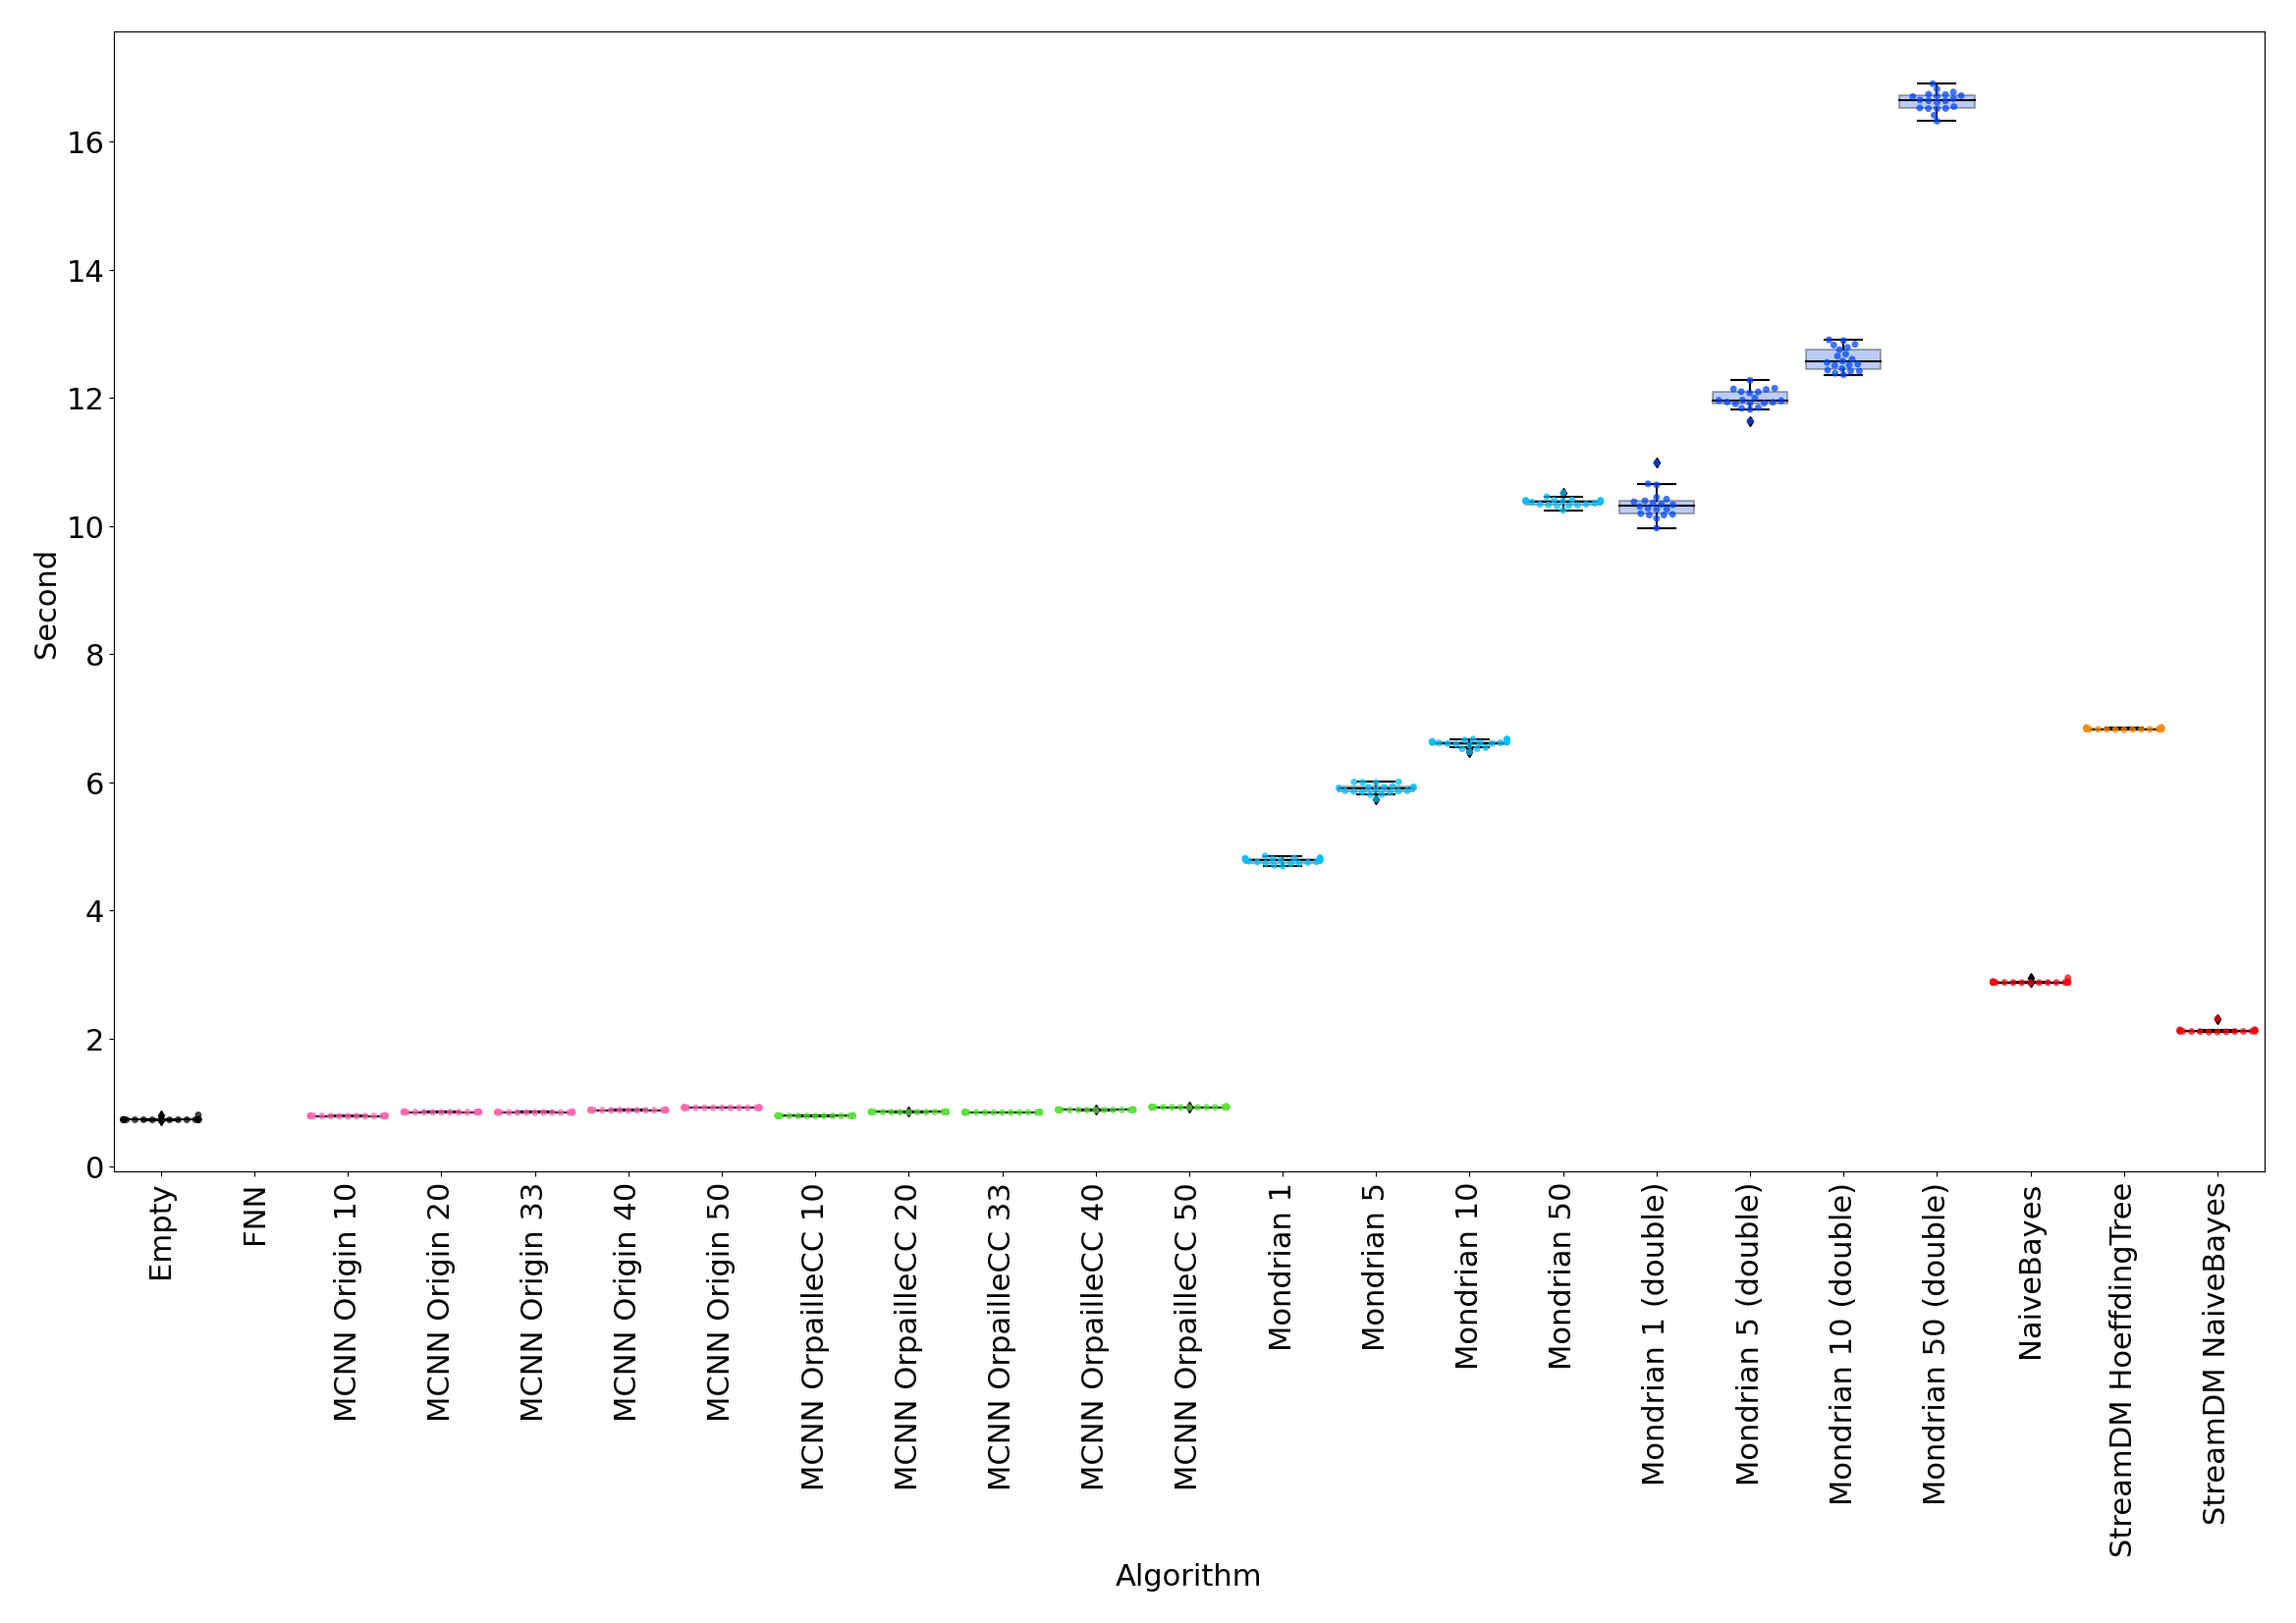 16
14
12
10
8
6
4
2
0
Second
Empty
FNN
MCNN Origin 10
MCNN Origin 20
MCNN Origin 33
MCNN Origin 40
MCNN Origin 50
MCNN OrpailleCC 10
MCNN OrpailleCC 20
MCNN OrpailleCC 33
MCNN OrpailleCC 40
MCNN OrpailleCC 50
Mondrian 1
Mondrian 5
Mondrian 10
Mondrian 50
Mondrian 1 (double)
Mondrian 5 (double)
Mondrian 10 (double)
Mondrian 50 (double)
NaiveBayes
StreamDM HoeffdingTree
StreamDM NaiveBayes
Algorithm